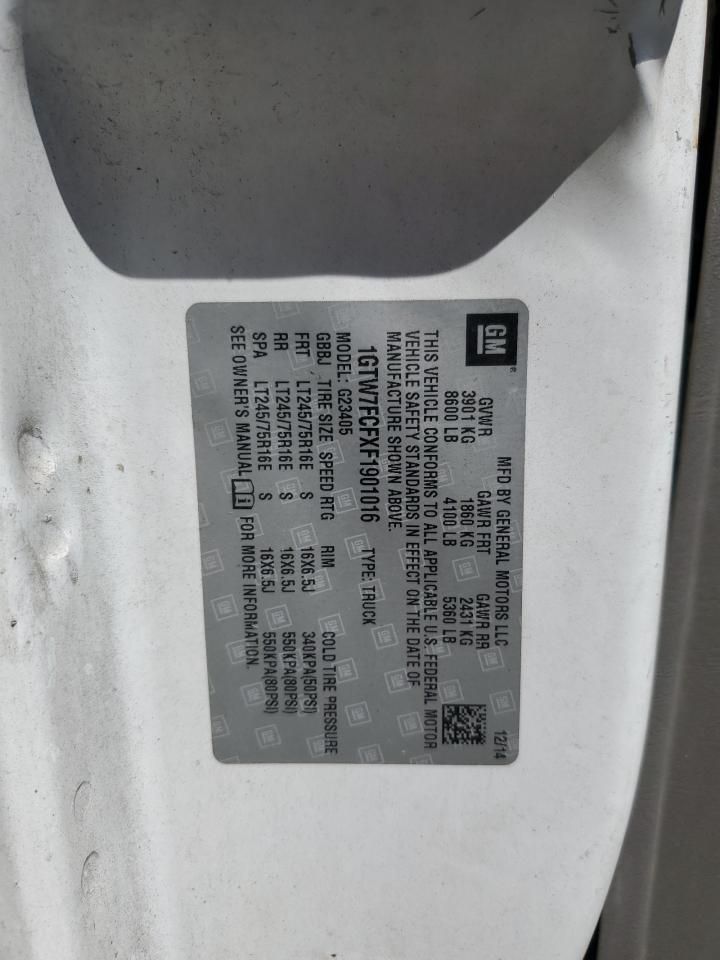 GM ®
MFD BY GENERAL MOTORS LLC 12/14
GVWR GAWR FRT GAWR RR
3901 KG 1860 KG 2431 KG
8600 LB 4100 LB 5360 LB
THIS VEHICLE CONFORMS TO ALL APPLICABLE U.S. FEDERAL MOTOR
VEHICLE SAFETY STANDARDS IN EFFECT ON THE DATE OF
MANUFACTURE SHOWN ABOVE.
1GTW7FCFXF1901016 TYPE: TRUCK
MODEL: G23405
GBBJ TIRE SIZE SPEED RTG RIM COLD TIRE PRESSURE
FRT LT245/75R16E S 16X6.5J 340KPA(50PSI)
RR LT245/75R16E S 16X6.5J 550KPA(80PSI)
SPA LT245/75R16E S 16X6.5J 550KPA(80PSI)
SEE OWNER'S MANUAL i FOR MORE INFORMATION.